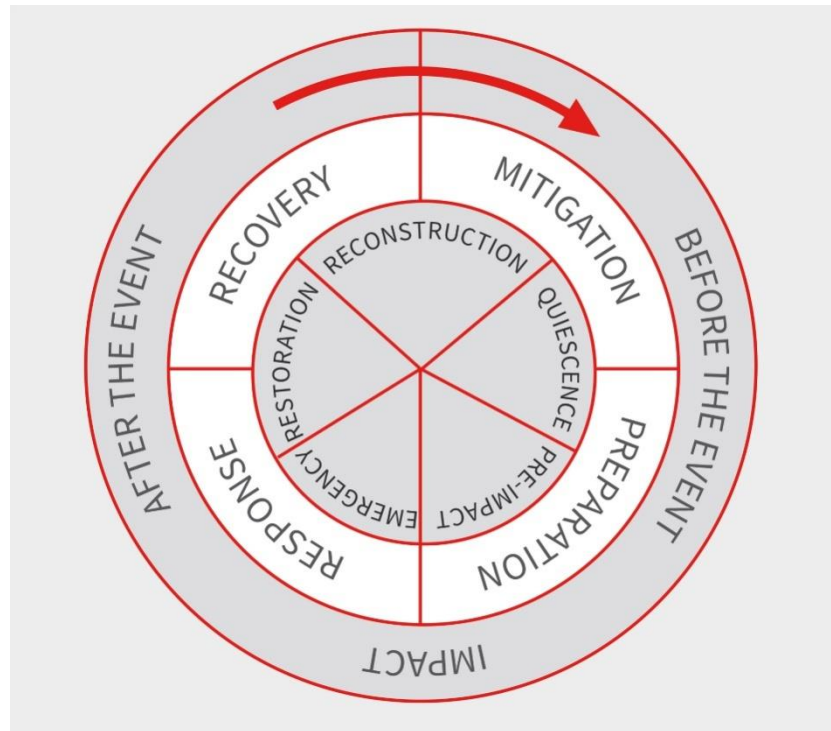 AFTER THE EVENT
BEFORE THE EVENT
IMPACT
RECOVERY
MITIGATION
PREPARATION
RESPONSE
RECONSTRUCTION
QUIESCENCE
PRE-IMPACT
EMERGENCY
RESTORATION